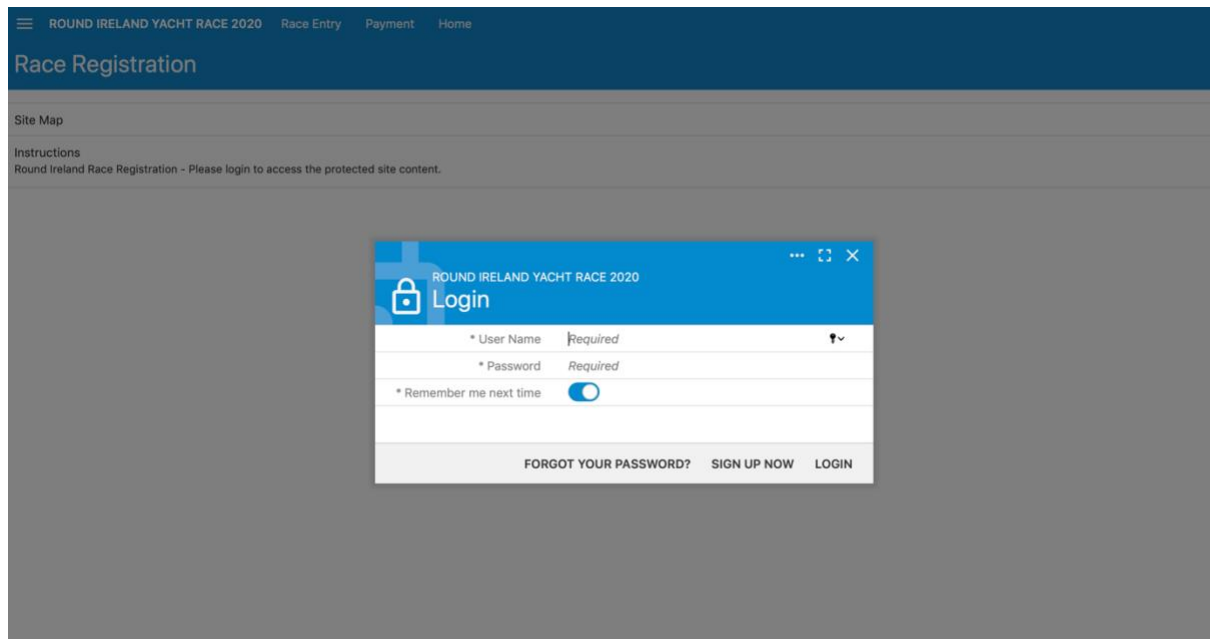 ROUND IRELAND YACHT RACE 2020 Race Entry Payment Home
Race Registration
Site Map
Instructions
Round Ireland Race Registration - Please login to access the protected site content.
ROUND IRELAND YACHT RACE 2020
Login
* User Name Required
* Password Required
* Remember me next time
FORGOT YOUR PASSWORD? SIGN UP NOW LOGIN